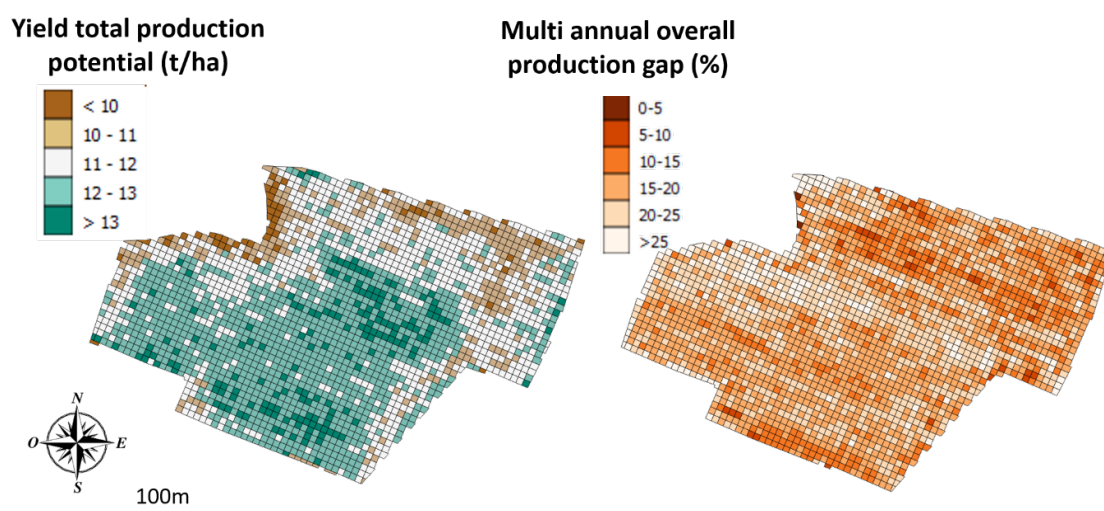 Yield total production
potential (t/ha)
< 10
10 - 11
11 - 12
12 - 13
> 13
Multi annual overall
production gap (%)
0-5
5-10
10-15
15-20
20-25
>25
N
O
E
S
100m